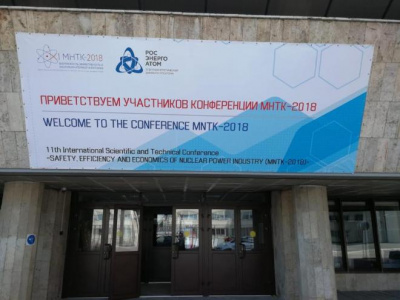 МНТК-2018
РОС
ЭНЕРГО
АТОМ
ПРИВЕТСТВУЕМ УЧАСТНИКОВ КОНФЕРЕНЦИИ МНТК-2018
WELCOME TO THE CONFERENCE MNTK-2018
11th International Scientific and Technical Conference
«SAFETY, EFFICIENCY AND ECONOMICS OF NUCLEAR POWER INDUSTRY (MNTK-2018)»